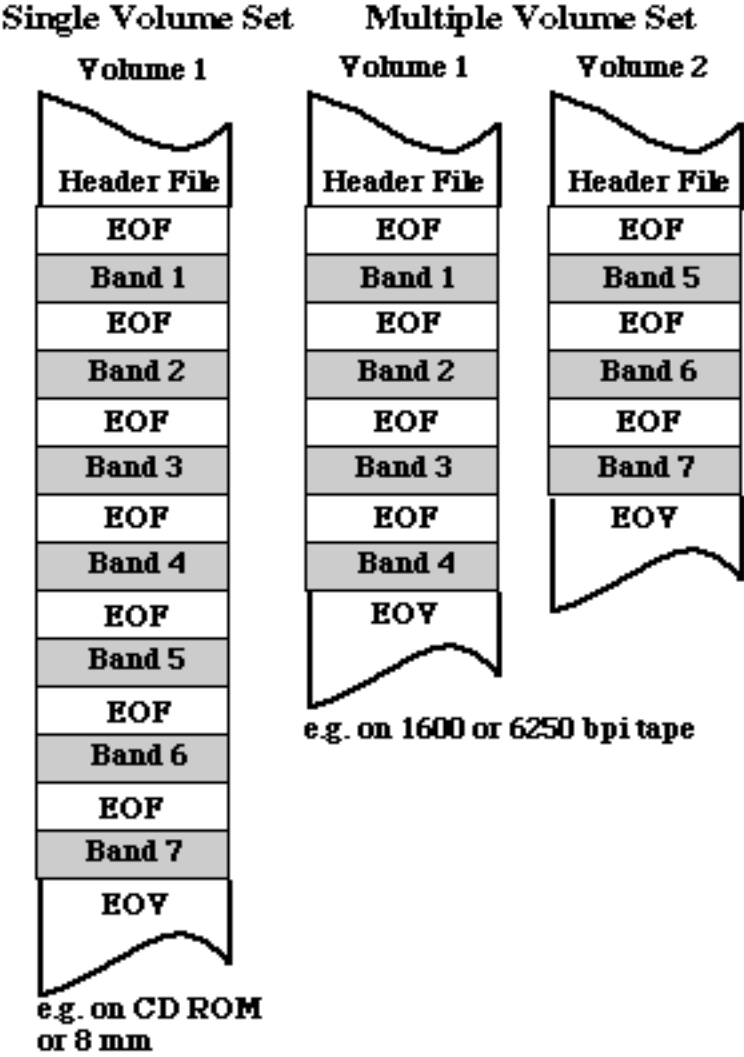 Single Volume Set
Volume 1
Header File
EOF
Band 1
EOF
Band 2
EOF
Band 3
EOF
Band 4
EOF
Band 5
EOF
Band 6
EOF
Band 7
EOV
e.g. on CD ROM
or 8 mm
Multiple Volume Set
Volume 1
Header File
EOF
Band 1
EOF
Band 2
EOF
Band 3
EOF
Band 4
EOV
Volume 2
Header File
EOF
Band 5
EOF
Band 6
EOF
Band 7
EOV
e.g. on 1600 or 6250 bpi tape